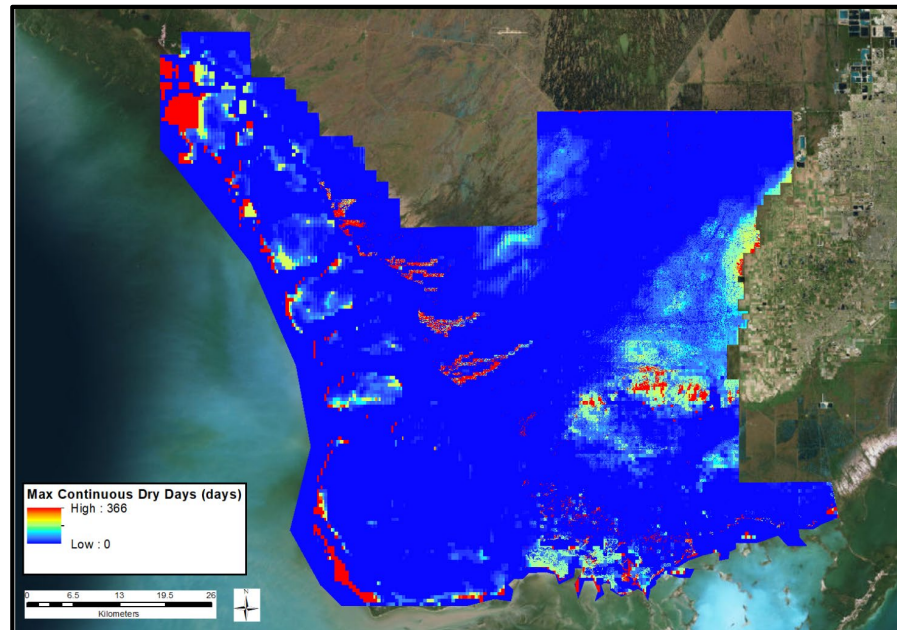 Max Continuous Dry Days (days)
High : 366
Low : 0
0 6.5 13 19.5 26
Kilometers